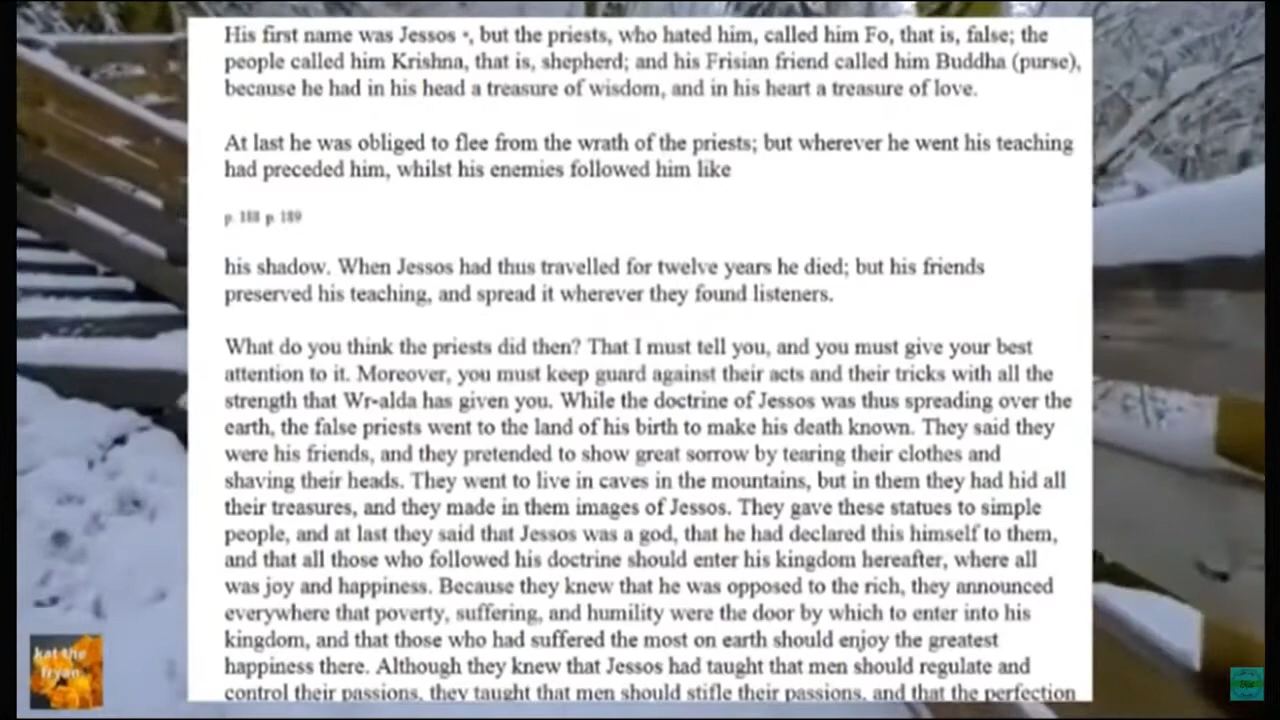 His first name was Jessos -, but the priests, who hated him, called him Fo, that is, false; the
people called him Krishna, that is, shepherd; and his Frisian friend called him Buddha (purse),
because he had in his head a treasure of wisdom, and in his heart a treasure of love.
At last he was obliged to flee from the wrath of the priests; but wherever he went his teaching
had preceded him, whilst his enemies followed him like
p. 188 p. 189
his shadow. When Jessos had thus travelled for twelve years he died; but his friends
preserved his teaching, and spread it wherever they found listeners.
What do you think the priests did then? That I must tell you, and you must give your best
attention to it. Moreover, you must keep guard against their acts and their tricks with all the
strength that Wr-alda has given you. While the doctrine of Jessos was thus spreading over the
earth, the false priests went to the land of his birth to make his death known. They said they
were his friends, and they pretended to show great sorrow by tearing their clothes and
shaving their heads. They went to live in caves in the mountains, but in them they had hid all
their treasures, and they made in them images of Jessos. They gave these statues to simple
people, and at last they said that Jessos was a god, that he had declared this himself to them,
and that all those who followed his doctrine should enter his kingdom hereafter, where all
was joy and happiness. Because they knew that he was opposed to the rich, they announced
everywhere that poverty, suffering, and humility were the door by which to enter into his
kingdom, and that those who had suffered the most on earth should enjoy the greatest
happiness there. Although they knew that Jessos had taught that men should regulate and
control their passions, they taught that men should stifle their passions, and that the perfection
kat the
fryan